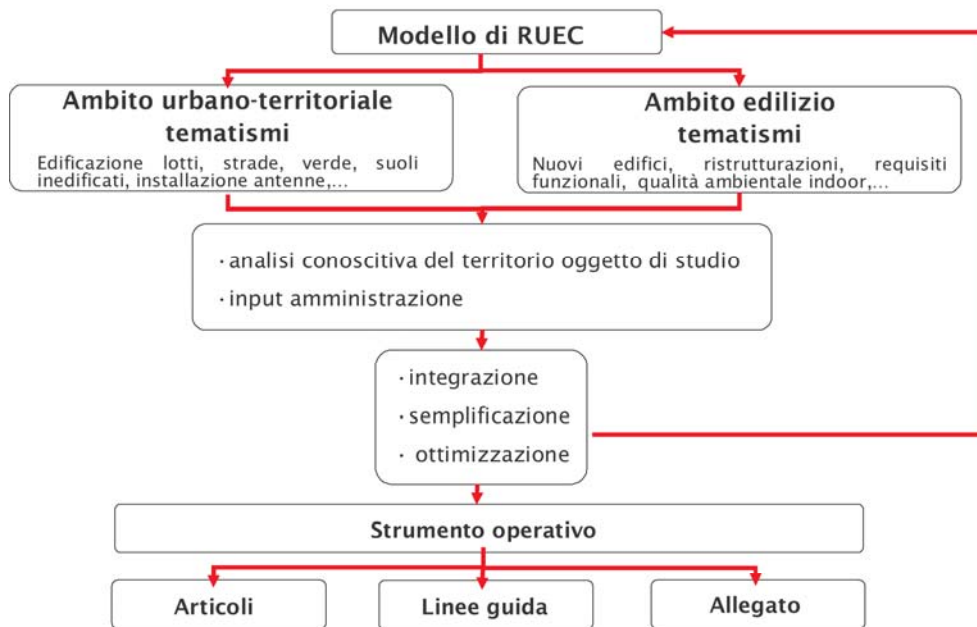 Modello di RUEC
Ambito urbano-territoriale
tematismi
Edificazione lotti, strade, verde, suoli
inedificati, installazione antenne,...
Ambito edilizio
tematismi
Nuovi edifici, ristrutturazioni, requisiti
funzionali, qualità ambientale indoor,...
· analisi conoscitiva del territorio oggetto di studio
· input amministrazione
· integrazione
· semplificazione
· ottimizzazione
Strumento operativo
Articoli
Linee guida
Allegato